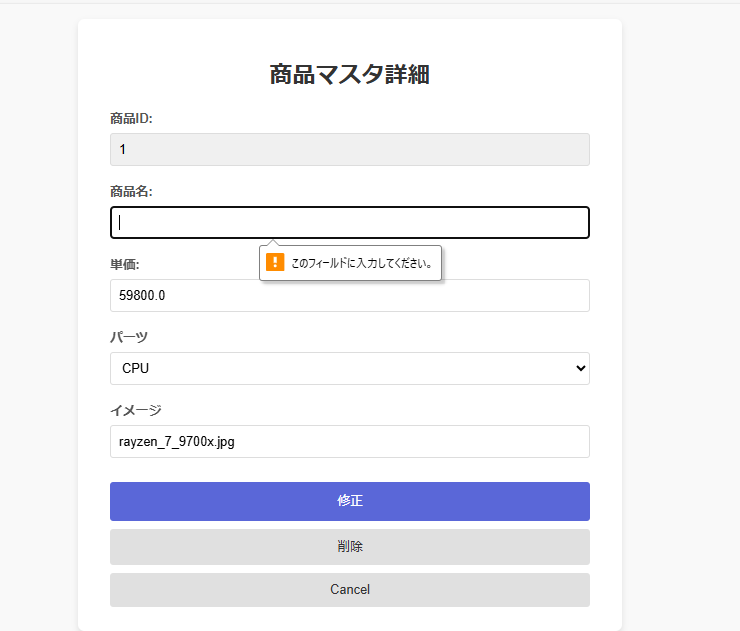 商品マスタ詳細
商品ID:
1
商品名:
このフィールドに入力してください。
単価:
59800.0
パーツ
CPU
イメージ
rayzen_7_9700x.jpg
修正
削除
Cancel